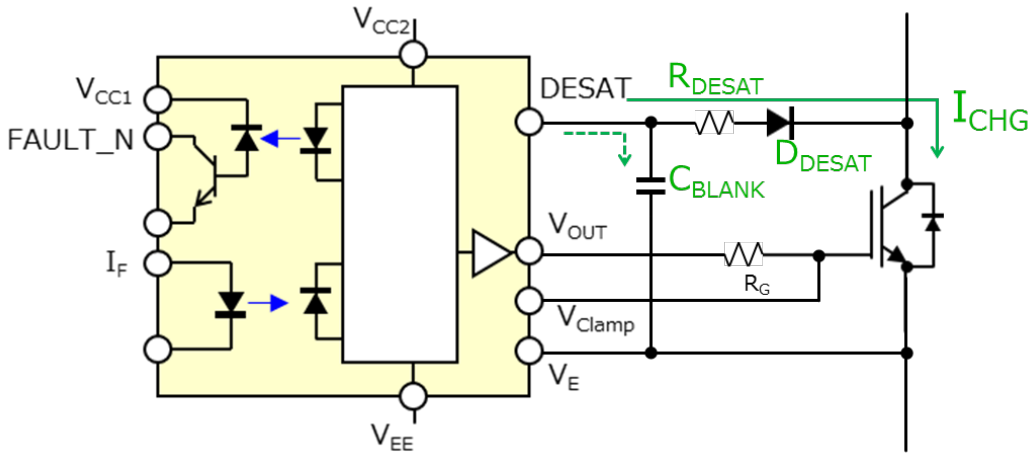 VCC2
VCC1
DESAT
RDESAT
ICHG
FAULT_N
DDESAT
CBLANK
VOUT
IF
RG
VClamp
VE
VEE